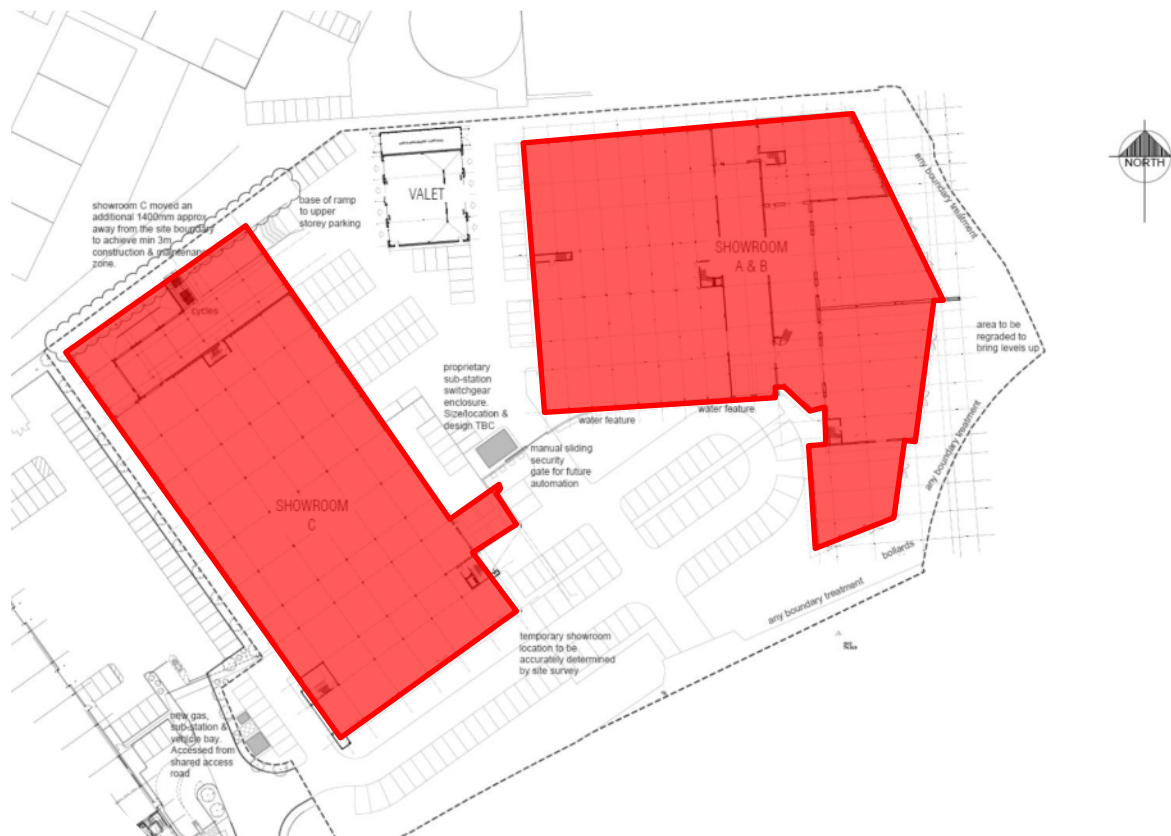 NORTH
VALET
showroom C moved an
additional 1400mm approx
away from the site boundary
to achieve min 3m
construction & maintenance
zone.
base of ramp
to upper
storey parking
any boundary treatment
SHOWROOM
A & B
cycles
area to be
regraded to
bring levels up
proprietary
sub-station
switchgear
enclosure.
Size/location &
design TBC
water feature
water feature
manual sliding
security
gate for future
automation
any boundary treatment
SHOWROOM
C
bollards
any boundary treatment
temporary showroom
location to be
accurately determined
by site survey
new gas,
sub-station &
vehicle bay.
Accessed from
shared access
road